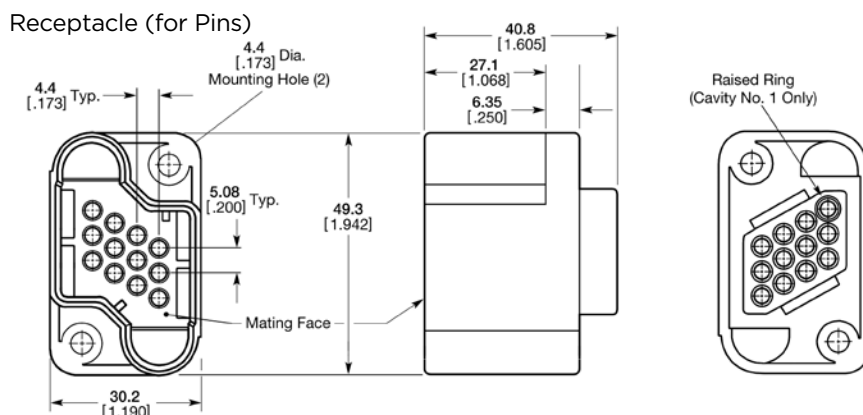 Receptacle (for Pins)
4.4
[.173] Dia.
Mounting Hole (2)
4.4
[.173] Typ.
5.08
[.200] Typ.
49.3
[1.942]
Mating Face
30.2
[1.190]
40.8
[1.605]
27.1
[1.068]
6.35
[.250]
Raised Ring
(Cavity No. 1 Only)